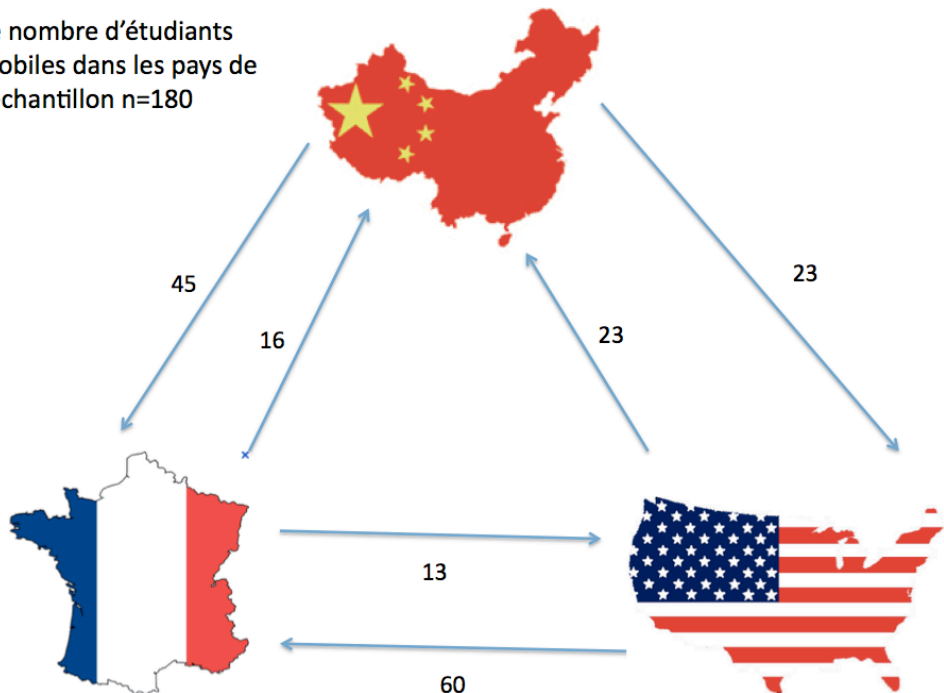 e nombre d'étudiants
obiles dans les pays de
chantillon n=180
45
23
16
23
13
60